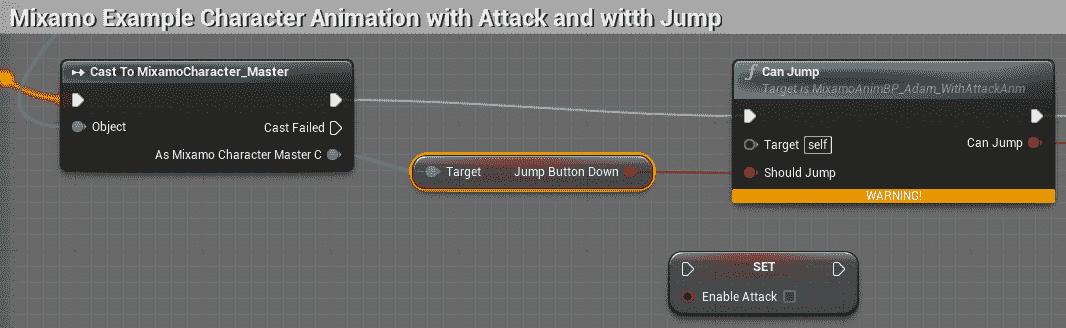 Mixamo Example Character Animation with Attack and witth Jump
Cast To MixamoCharacter_Master
Object
Cast Failed
As Mixamo Character Master C
Target
Jump Button Down
Can Jump
Target is MixamoAnimBP_Adam_WithAttackAnm
Target self
Can Jump
Should Jump
WARNING!
SET
Enable Attack